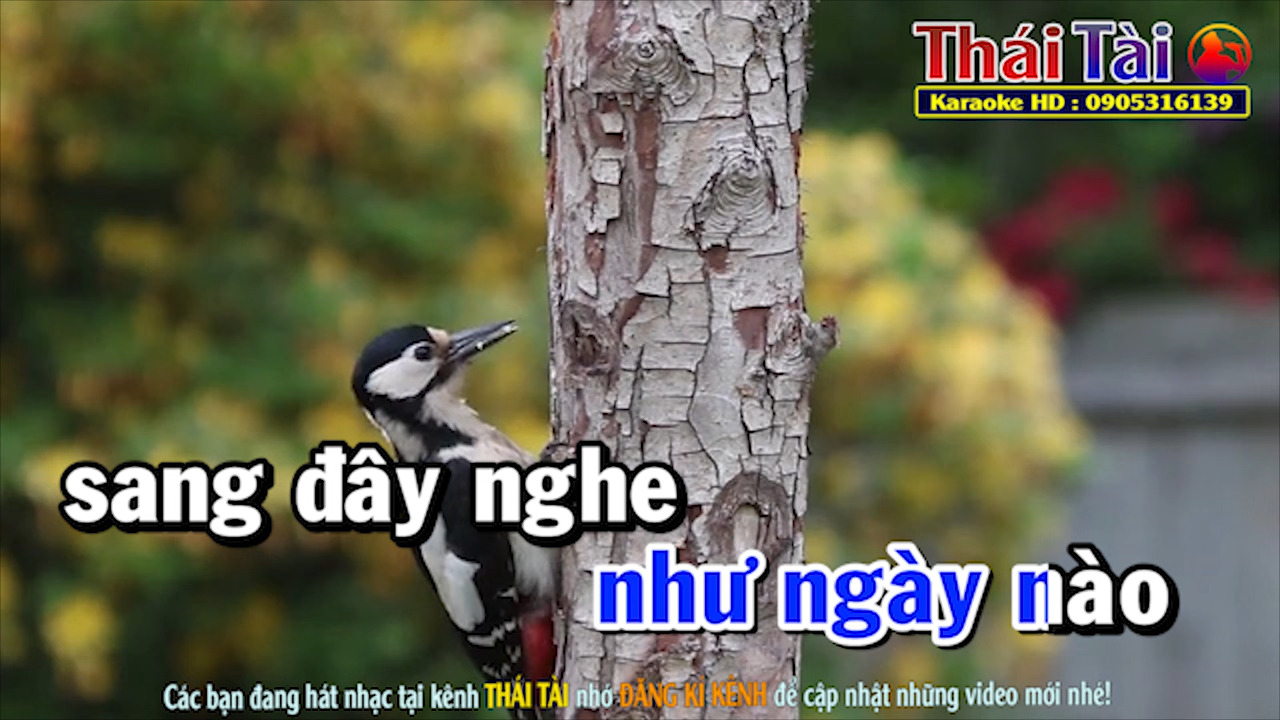 Thái Tài
Karaoke HD : 0905316139
sang đây nghe
như ngày nào
Các bạn đang hát nhạc tại kênh THÁI TÀI nhớ ĐĂNG KÍ KÊNH để cập nhật những video mới nhé!